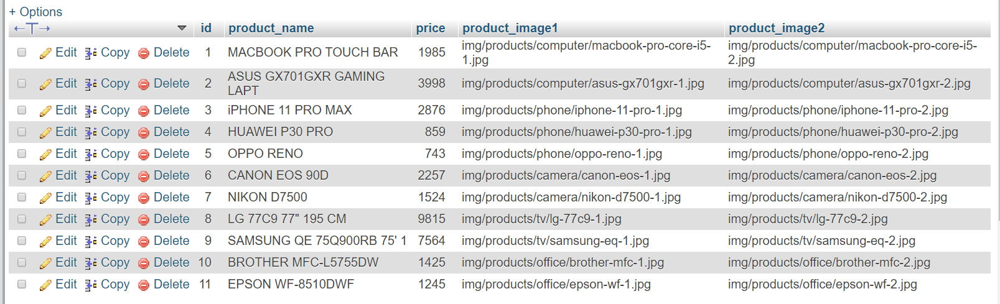 + Options
←T→ id product_name price product_image1 product_image2
Edit Copy Delete 1 MACBOOK PRO TOUCH BAR 1985 img/products/computer/macbook-pro-core-i5-1.jpg img/products/computer/macbook-pro-core-i5-2.jpg
Edit Copy Delete 2 ASUS GX701GXR GAMING LAPT 3998 img/products/computer/asus-gx701gxr-1.jpg img/products/computer/asus-gx701gxr-2.jpg
Edit Copy Delete 3 iPHONE 11 PRO MAX 2876 img/products/phone/iphone-11-pro-1.jpg img/products/phone/iphone-11-pro-2.jpg
Edit Copy Delete 4 HUAWEI P30 PRO 859 img/products/phone/huawei-p30-pro-1.jpg img/products/phone/huawei-p30-pro-2.jpg
Edit Copy Delete 5 OPPO RENO 743 img/products/phone/oppo-reno-1.jpg img/products/phone/oppo-reno-2.jpg
Edit Copy Delete 6 CANON EOS 90D 2257 img/products/camera/canon-eos-1.jpg img/products/camera/canon-eos-2.jpg
Edit Copy Delete 7 NIKON D7500 1524 img/products/camera/nikon-d7500-1.jpg img/products/camera/nikon-d7500-2.jpg
Edit Copy Delete 8 LG 77C9 77" 195 CM 9815 img/products/tv/lg-77c9-1.jpg img/products/tv/lg-77c9-2.jpg
Edit Copy Delete 9 SAMSUNG QE 75Q900RB 75' 1 7564 img/products/tv/samsung-eq-1.jpg img/products/tv/samsung-eq-2.jpg
Edit Copy Delete 10 BROTHER MFC-L5755DW 1425 img/products/office/brother-mfc-1.jpg img/products/office/brother-mfc-2.jpg
Edit Copy Delete 11 EPSON WF-8510DWF 1245 img/products/office/epson-wf-1.jpg img/products/office/epson-wf-2.jpg